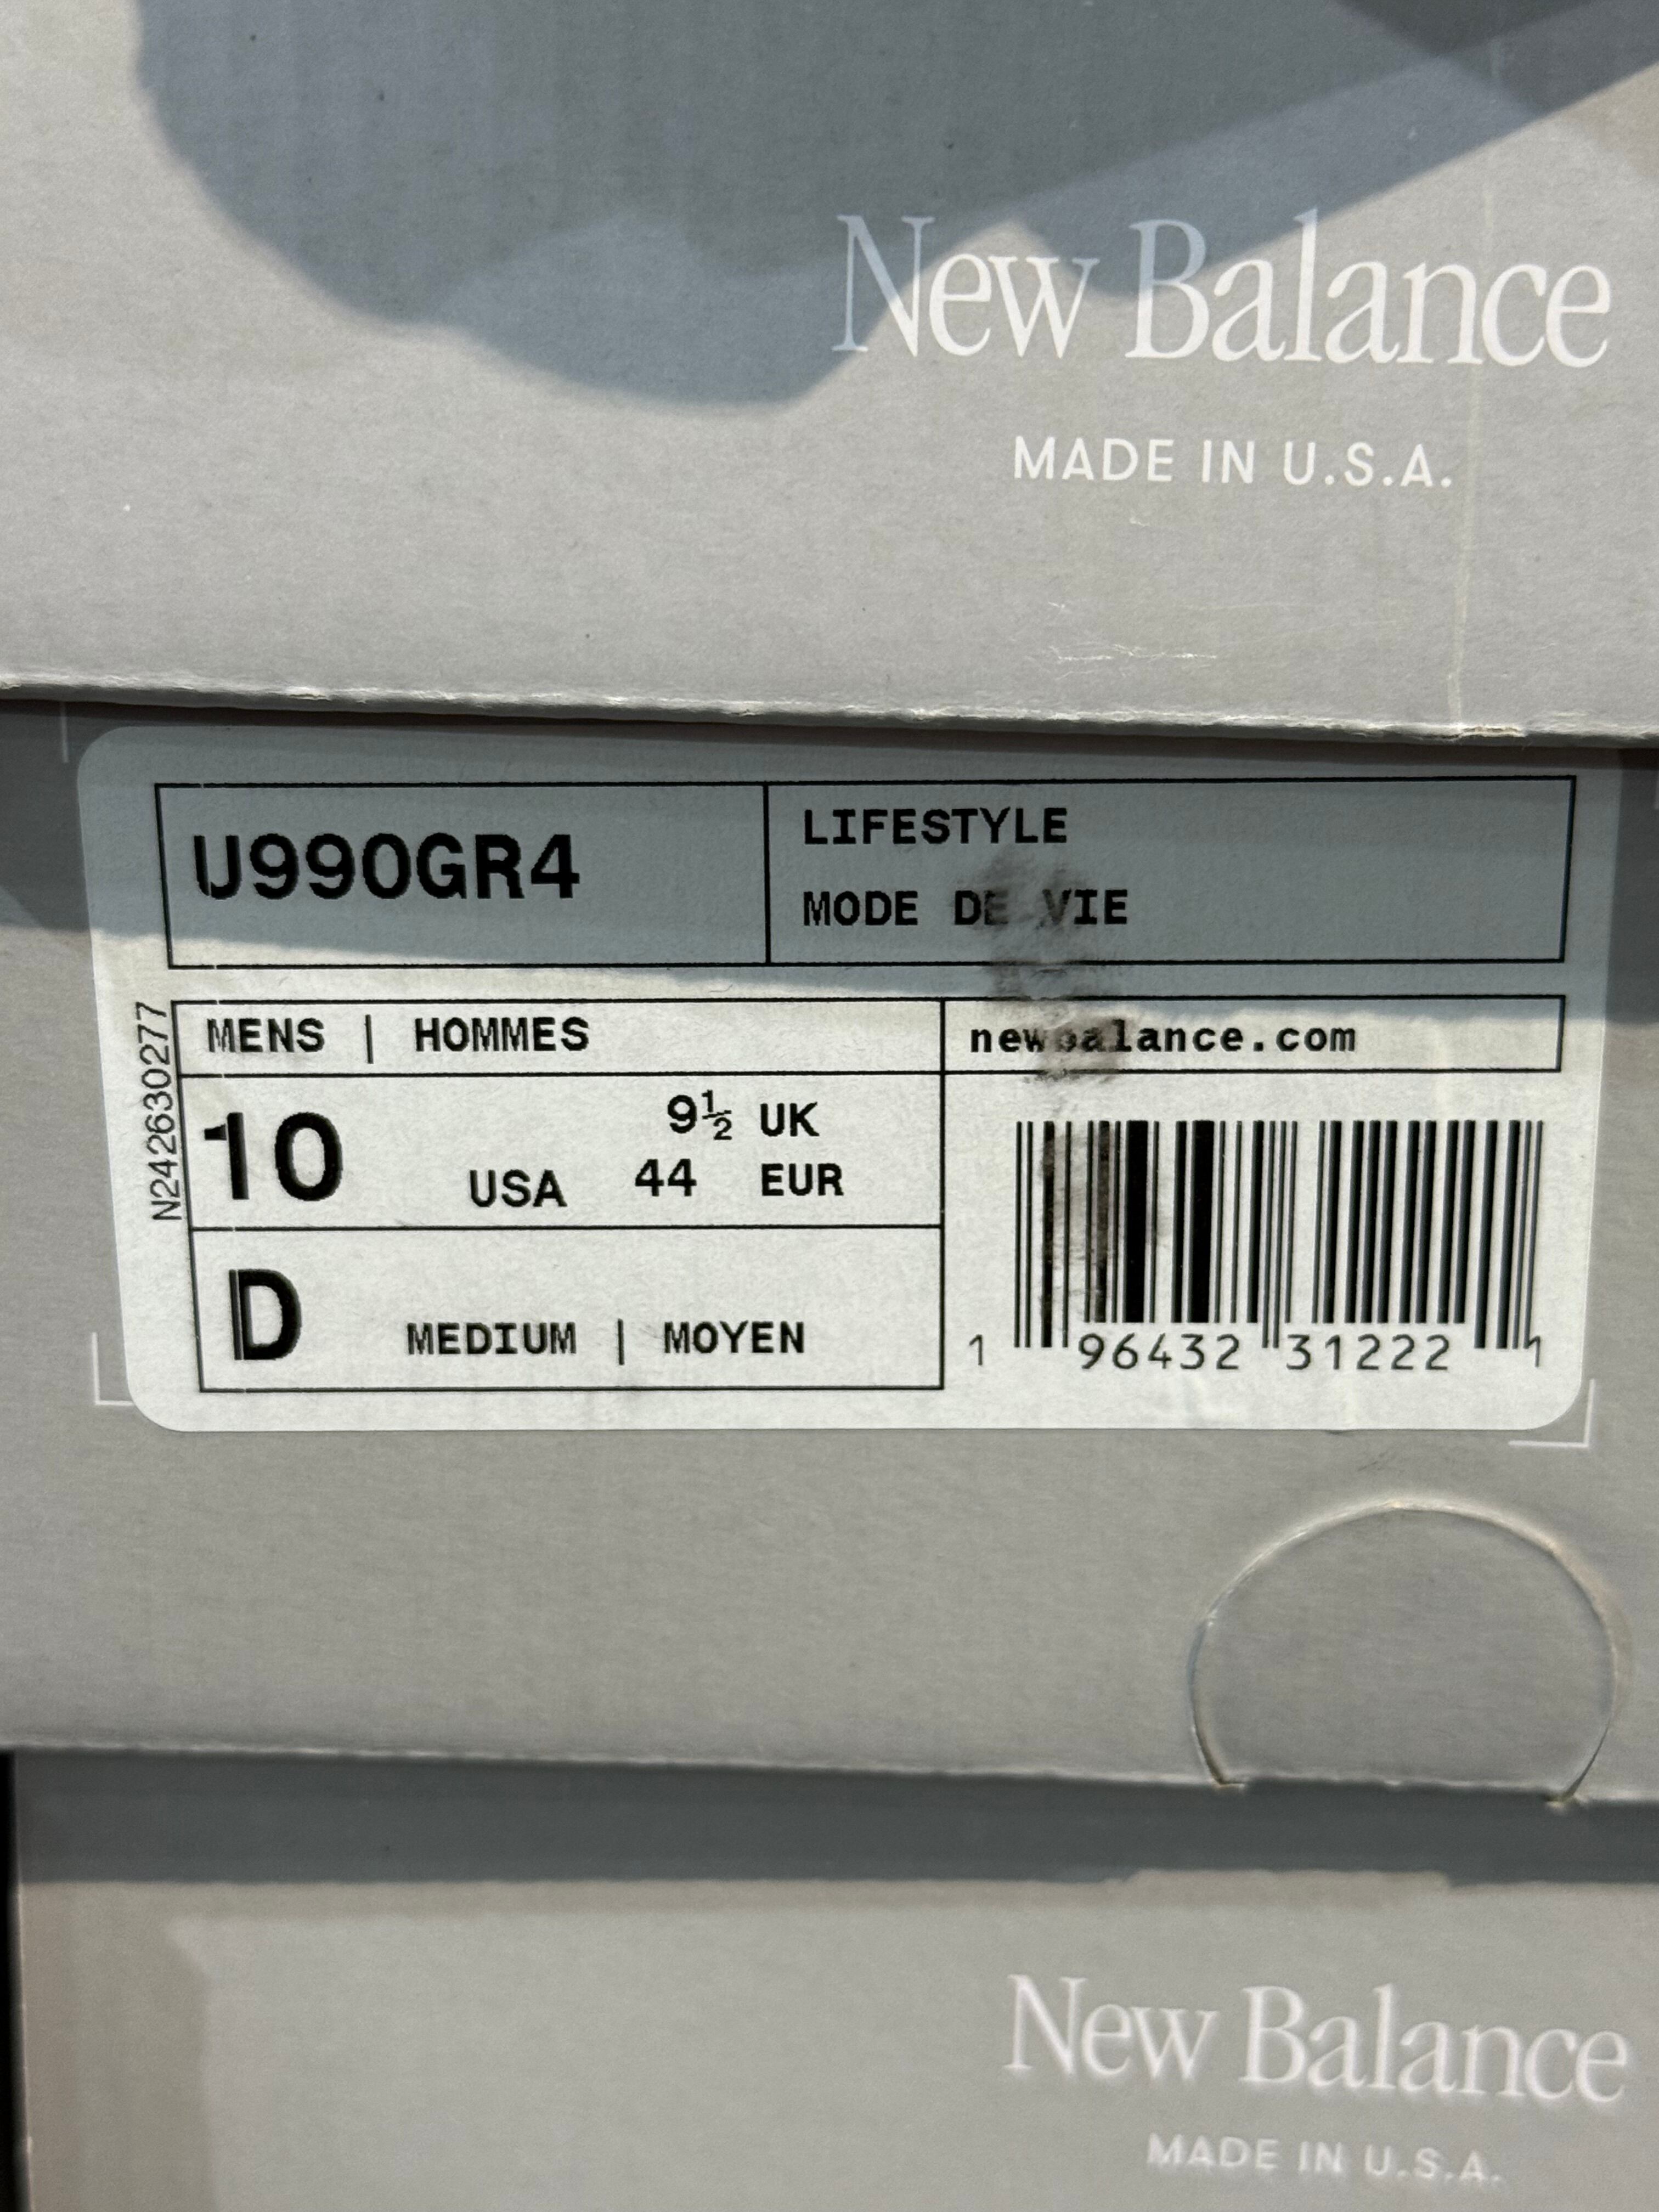 New Balance
MADE IN U.S.A.
U990GR4
LIFESTYLE
MODE DE VIE
N242630277
MENS | HOMMES
newbalance.com
10 USA
9½ UK
44 EUR
D MEDIUM | MOYEN
1 96432 31222 1
New Balance
MADE IN U.S.A.